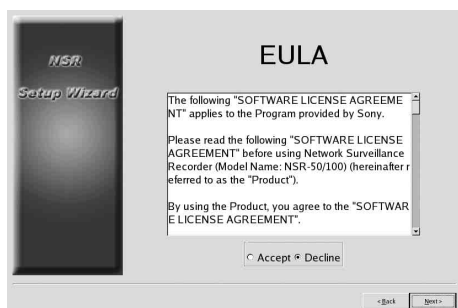 NSR
Setup Wizard
EULA
The following "SOFTWARE LICENSE AGREEME
NT" applies to the Program provided by Sony.
Please read the following "SOFTWARE LICENSE
AGREEMENT" before using Network Surveillance
Recorder (Model Name: NSR-50/100) (hereinafter r
eferred to as the "Product").
By using the Product, you agree to the "SOFTWAR
E LICENSE AGREEMENT".
Accept Decline
<Back Next>